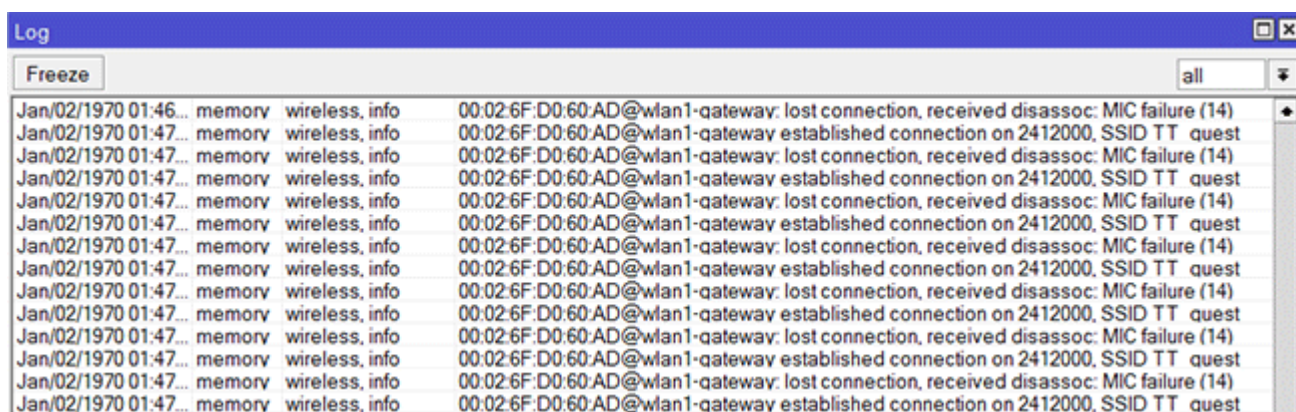 Log
Freeze all
Jan/02/1970 01:46... memory wireless, info 00:02:6F:D0:60:AD@wlan1-gateway: lost connection, received disassoc: MIC failure (14)
Jan/02/1970 01:47... memory wireless, info 00:02:6F:D0:60:AD@wlan1-gateway established connection on 2412000, SSID TT_guest
Jan/02/1970 01:47... memory wireless, info 00:02:6F:D0:60:AD@wlan1-gateway: lost connection, received disassoc: MIC failure (14)
Jan/02/1970 01:47... memory wireless, info 00:02:6F:D0:60:AD@wlan1-gateway established connection on 2412000, SSID TT_guest
Jan/02/1970 01:47... memory wireless, info 00:02:6F:D0:60:AD@wlan1-gateway: lost connection, received disassoc: MIC failure (14)
Jan/02/1970 01:47... memory wireless, info 00:02:6F:D0:60:AD@wlan1-gateway established connection on 2412000, SSID TT_guest
Jan/02/1970 01:47... memory wireless, info 00:02:6F:D0:60:AD@wlan1-gateway: lost connection, received disassoc: MIC failure (14)
Jan/02/1970 01:47... memory wireless, info 00:02:6F:D0:60:AD@wlan1-gateway established connection on 2412000, SSID TT_guest
Jan/02/1970 01:47... memory wireless, info 00:02:6F:D0:60:AD@wlan1-gateway: lost connection, received disassoc: MIC failure (14)
Jan/02/1970 01:47... memory wireless, info 00:02:6F:D0:60:AD@wlan1-gateway established connection on 2412000, SSID TT_guest
Jan/02/1970 01:47... memory wireless, info 00:02:6F:D0:60:AD@wlan1-gateway: lost connection, received disassoc: MIC failure (14)
Jan/02/1970 01:47... memory wireless, info 00:02:6F:D0:60:AD@wlan1-gateway established connection on 2412000, SSID TT_guest
Jan/02/1970 01:47... memory wireless, info 00:02:6F:D0:60:AD@wlan1-gateway: lost connection, received disassoc: MIC failure (14)
Jan/02/1970 01:47... memory wireless, info 00:02:6F:D0:60:AD@wlan1-gateway established connection on 2412000, SSID TT_guest